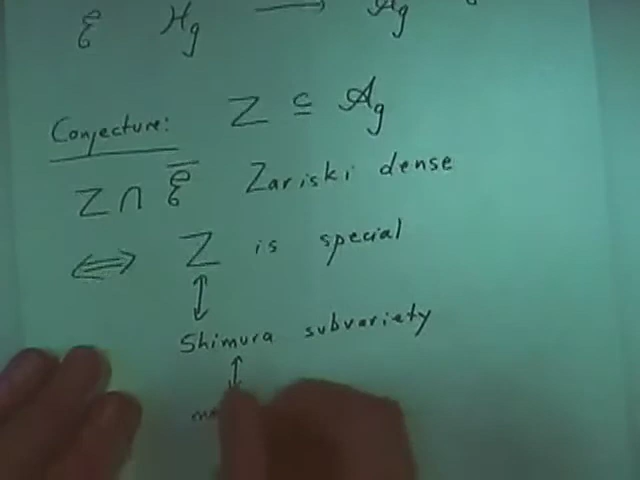 ℰ ℋg ⟶ 𝒜g
Conjecture: Z ⊆ 𝒜g
Z ∩ ℰ̅ Zariski dense
⟺ Z is special
↕
Shimura subvariety
↕